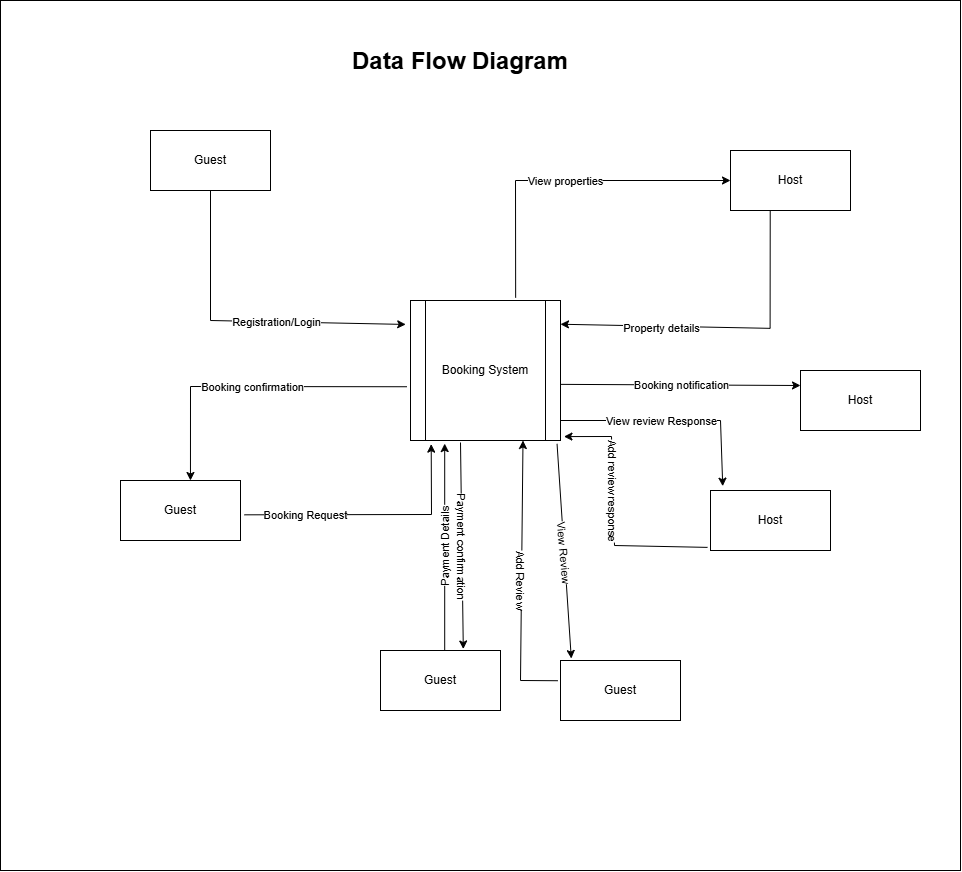 Data Flow Diagram
Guest
Host
View properties
Registration/Login
Property details
Booking System
Booking confirmation
Booking notification
Host
View review Response
Add review response
Guest
Booking Request
Host
Payment Details
Payment confirmation
Add Review
View Review
Guest
Guest